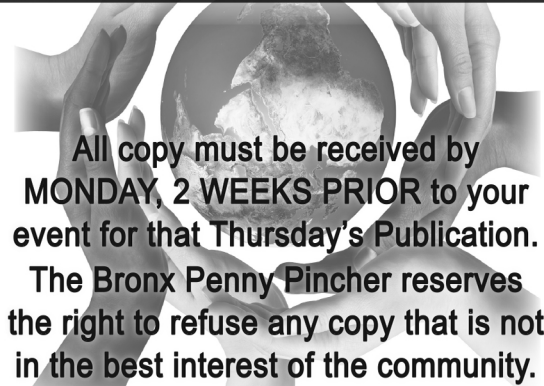 All copy must be received by
MONDAY, 2 WEEKS PRIOR to your
event for that Thursday's Publication.
The Bronx Penny Pincher reserves
the right to refuse any copy that is not
in the best interest of the community.